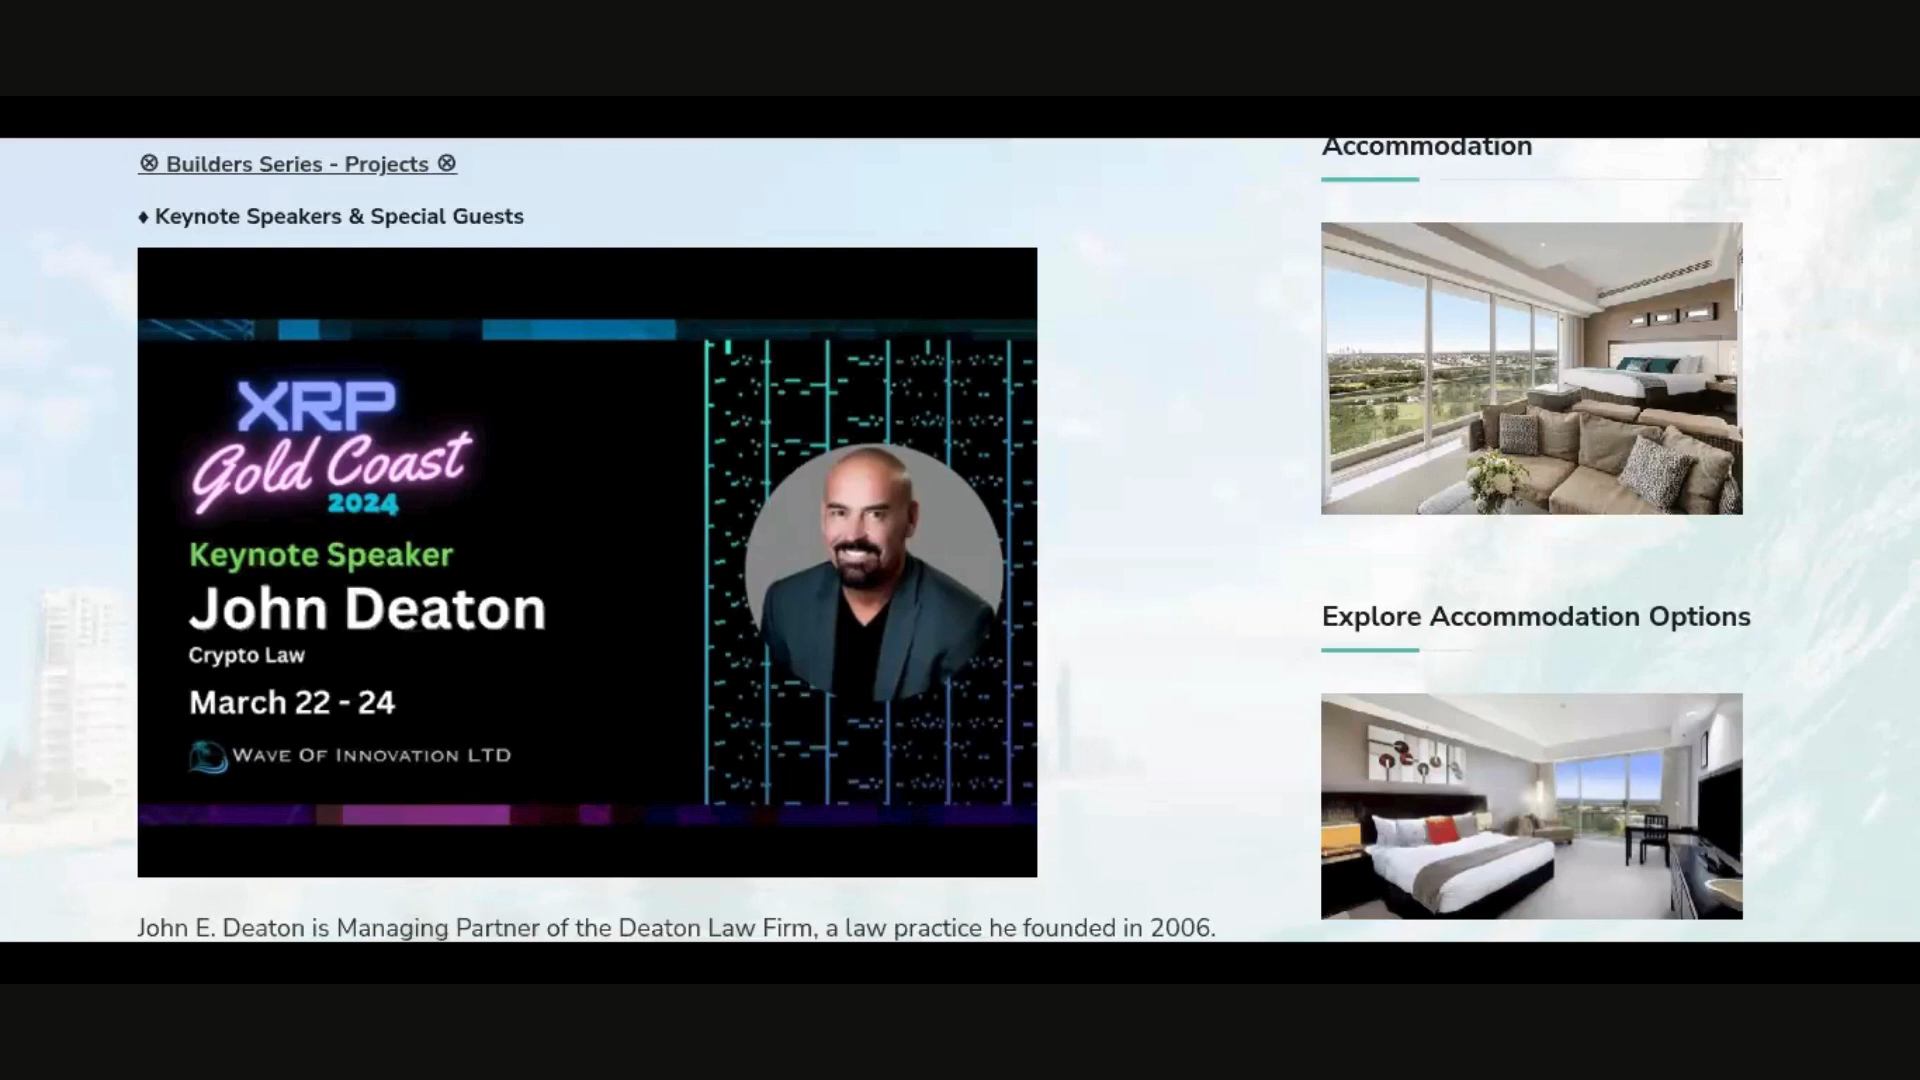 ⊗ Builders Series - Projects ⊗
♦ Keynote Speakers & Special Guests
XRP
Gold Coast
2024
Keynote Speaker
John Deaton
Crypto Law
March 22 - 24
WAVE OF INNOVATION LTD
John E. Deaton is Managing Partner of the Deaton Law Firm, a law practice he founded in 2006.
Accommodation
Explore Accommodation Options